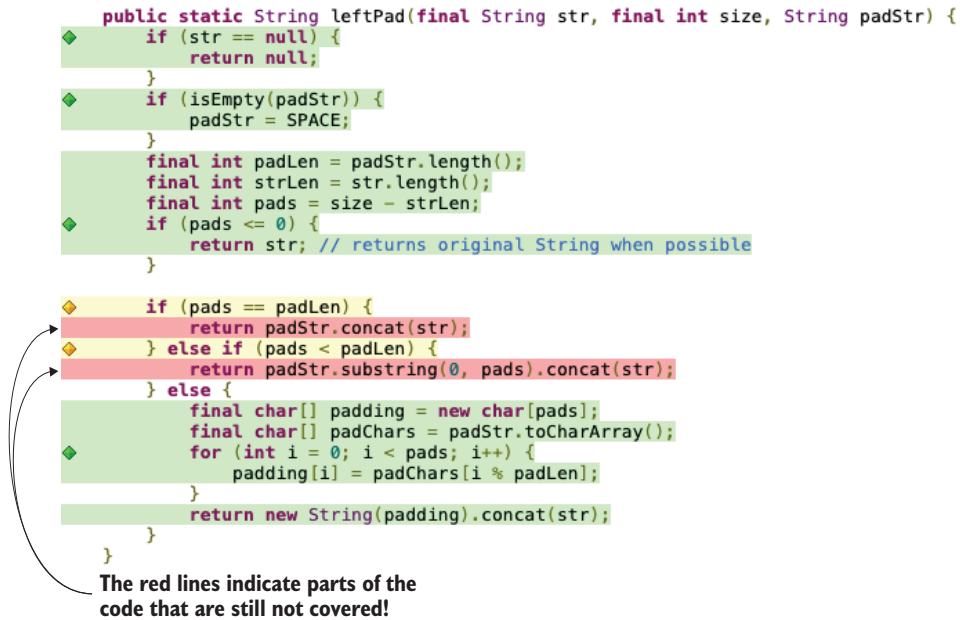 public static String leftPad(final String str, final int size, String padStr) {
    if (str == null) {
        return null;
    }
    if (isEmpty(padStr)) {
        padStr = SPACE;
    }
    final int padLen = padStr.length();
    final int strLen = str.length();
    final int pads = size - strLen;
    if (pads <= 0) {
        return str; // returns original String when possible
    }
    if (pads == padLen) {
        return padStr.concat(str);
    } else if (pads < padLen) {
        return padStr.substring(0, pads).concat(str);
    } else {
        final char[] padding = new char[pads];
        final char[] padChars = padStr.toCharArray();
        for (int i = 0; i < pads; i++) {
            padding[i] = padChars[i % padLen];
        }
        return new String(padding).concat(str);
    }
}
The red lines indicate parts of the
code that are still not covered!